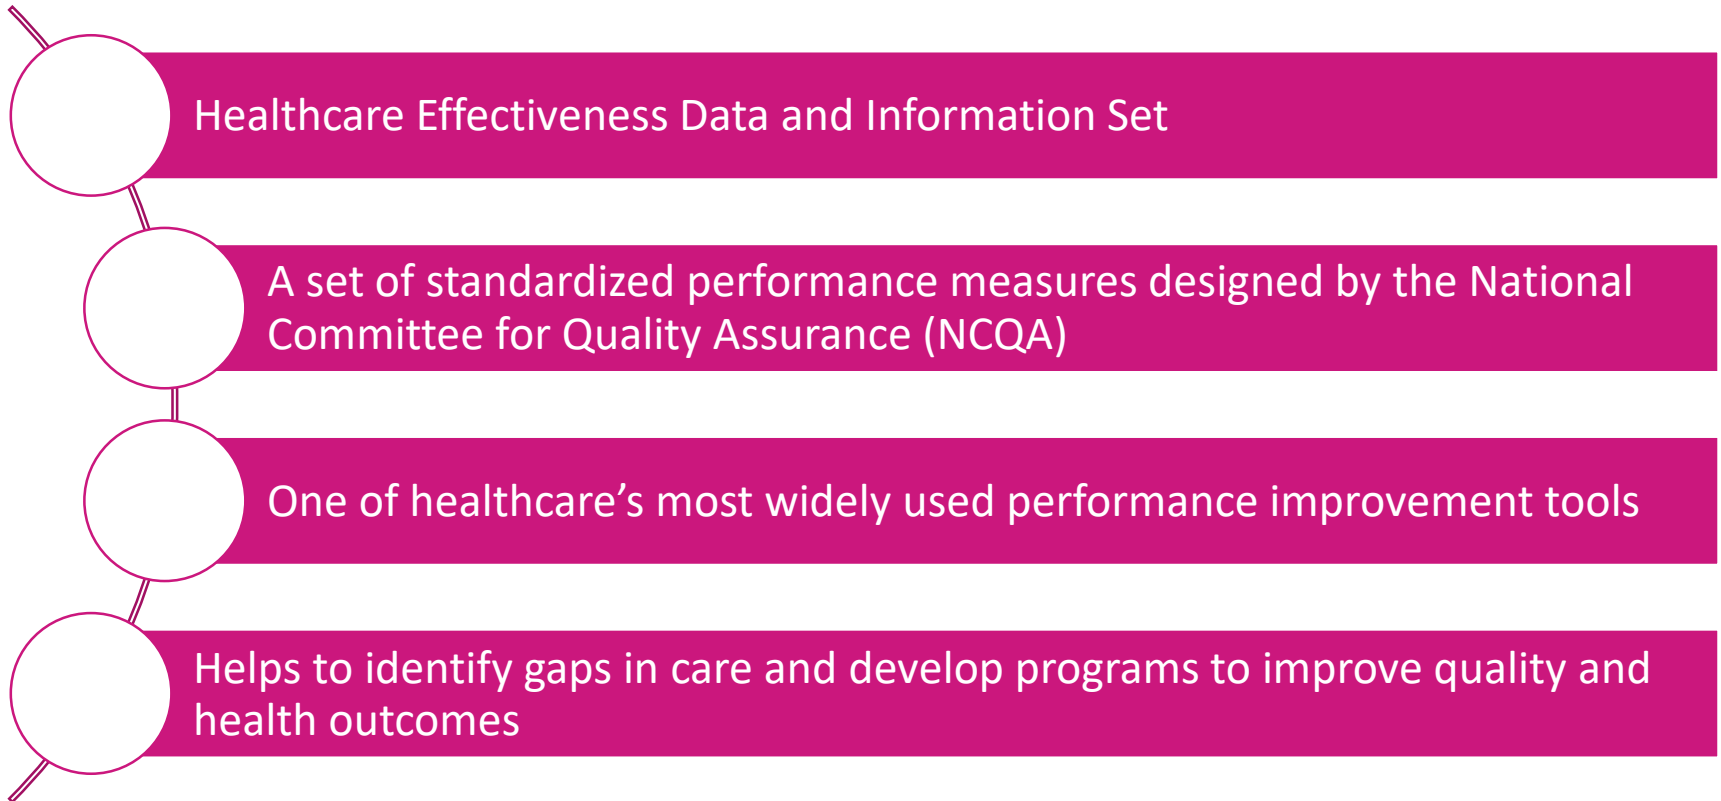 Healthcare Effectiveness Data and Information Set
A set of standardized performance measures designed by the National
Committee for Quality Assurance (NCQA)
One of healthcare’s most widely used performance improvement tools
Helps to identify gaps in care and develop programs to improve quality and
health outcomes